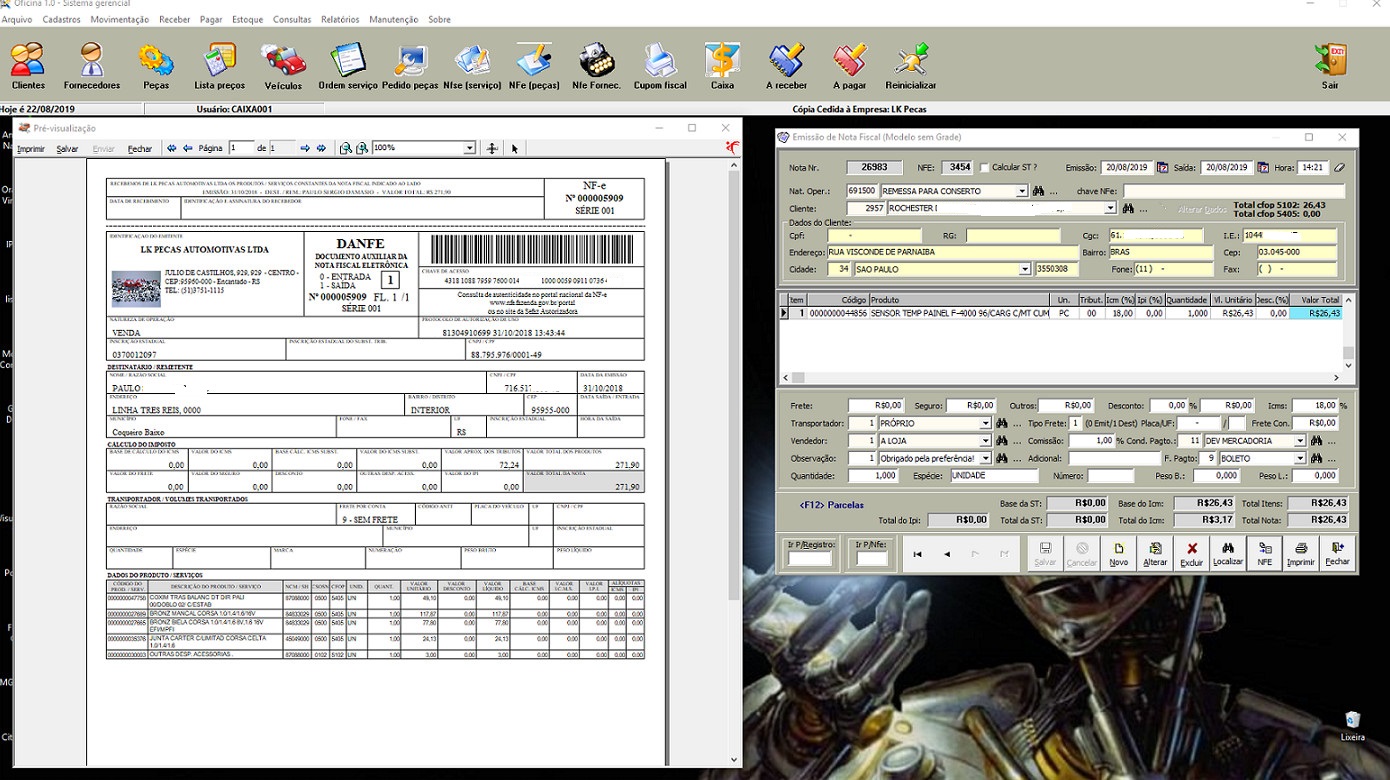 Oficina 1.0 - Sistema gerencial
Arquivo Cadastros Movimentação Receber Pagar Estoque Consultas Relatórios Manutenção Sobre
Clientes Fornecedores Peças Lista preços Veículos Ordem serviço Pedido peças Nfse (serviço) NFe (peças) Nfe Fornec. Cupom fiscal Caixa A receber A pagar Reinicializar Sair
Hoje é 22/08/2019 Usuário: CAIXA001 Cópia Cedida à Empresa: LK Pecas
Pré-visualização
Imprimir Salvar Enviar Fechar Página 1 de 1 100%
RECEBEMOS DE LK PECAS AUTOMOTIVAS LTDA OS PRODUTOS / SERVIÇOS CONSTANTES DA NOTA FISCAL INDICADO AO LADO
EMISSÃO: 31/10/2018 - DEST. / REM.: PAULO SERGIO DAMASIO - VALOR TOTAL: R$ 271,90
DATA DE RECEBIMENTO IDENTIFICAÇÃO E ASSINATURA DO RECEBEDOR
NF-e
Nº 000005909
SÉRIE 001
IDENTIFICAÇÃO DO EMITENTE
LK PECAS AUTOMOTIVAS LTDA
JULIO DE CASTILHOS, 929, 929 - CENTRO -
CEP:95960-000 - Encantado - RS
TEL: (51)3751-1115
DANFE
DOCUMENTO AUXILIAR DA
NOTA FISCAL ELETRÔNICA
0 - ENTRADA
1 - SAÍDA
1
Nº 000005909 FL. 1 /1
SÉRIE 001
CHAVE DE ACESSO
4318 1088 7959 7600 014 1000 0059 0911 0736
Consulta de autenticidade no portal nacional da NF-e
www.nfe.fazenda.gov.br/portal
ou no site da Sefaz Autorizadora
NATUREZA DE OPERAÇÃO
VENDA
PROTOCOLO DE AUTORIZAÇÃO DE USO
81304910699 31/10/2018 13:43:44
INSCRIÇÃO ESTADUAL
0370012097
INSCRIÇÃO ESTADUAL DO SUBST. TRIB.
CNPJ / CPF
88.795.976/0001-49
DESTINATÁRIO / REMETENTE
NOME / RAZÃO SOCIAL
PAULO
CNPJ / CPF
716.51
DATA DA EMISSÃO
31/10/2018
ENDEREÇO
LINHA TRES REIS, 0000
BAIRRO / DISTRITO
INTERIOR
CEP
95955-000
DATA SAÍDA / ENTRADA
MUNICÍPIO
Coqueiro Baixo
FONE / FAX
UF
RS
INSCRIÇÃO ESTADUAL
HORA DA SAÍDA
CALCULO DO IMPOSTO
BASE DE CÁLCULO DO ICMS VALOR DO ICMS BASE CÁLC. ICMS SUBST. VALOR DO ICMS SUBST. VALOR APROX. DOS TRIBUTOS VALOR TOTAL DOS PRODUTOS
0,00 0,00 0,00 0,00 72,24 271,90
VALOR DO FRETE VALOR DO SEGURO DESCONTO OUTRAS DESP. ACESS. VALOR DO IPI VALOR TOTAL DA NOTA
0,00 0,00 0,00 0,00 0,00 271,90
TRANSPORTADOR / VOLUMES TRANSPORTADOS
RAZÃO SOCIAL FRETE POR CONTA CÓDIGO ANTT PLACA DO VEÍCULO UF CNPJ / CPF
9 - SEM FRETE
ENDEREÇO MUNICÍPIO UF INSCRIÇÃO ESTADUAL
QUANTIDADE ESPÉCIE MARCA NUMERAÇÃO PESO BRUTO PESO LÍQUIDO
DADOS DO PRODUTO / SERVIÇOS
CÓDIGO DO PROD. / SERV. DESCRIÇÃO DO PRODUTO / SERVIÇO NCM / SH CSOSN CFOP UNID. QUANT. VALOR UNITÁRIO VALOR DESCONTO VALOR LÍQUIDO BASE CÁLC. ICMS VALOR I.C.M.S. VALOR I.P.I. ALÍQUOTAS ICMS IPI
COXIM TRAS BALANC DT DIR PALI 87088000 0500 5405 UN 1,00 49,10 0,00 49,10 0,00 0,00 0,00 0,00 0,00
00/DOBLO 02/ C/ESTAB
0000000027689 BRONZ MANCAL CORSA 1.0/1.4/1.6/16V 84833029 0500 5405 UN 1,00 117,87 0,00 117,87 0,00 0,00 0,00 0,00 0,00
0000000027665 BRONZ BIELA CORSA 1.0/1.4/1.6 8V,1.6 16V 84833029 0500 5405 UN 1,00 77,80 0,00 77,80 0,00 0,00 0,00 0,00 0,00
EFI/MPFI
JUNTA CARTER C/LIMITAD CORSA CELTA 45049000 0500 5405 UN 1,00 24,13 0,00 24,13 0,00 0,00 0,00 0,00 0,00
1.0/1.4/1.6
OUTRAS DESP. ACESSORIAS . 87088000 0102 5102 UN 1,00 3,00 0,00 3,00 0,00 0,00 0,00 0,00 0,00
Emissão de Nota Fiscal (Modelo sem Grade)
Nota Nr. 26983 NFE: 3454 Calcular ST ? Emissão: 20/08/2019 Saída: 20/08/2019 Hora: 14:21
Nat. Oper.: 691500 REMESSA PARA CONSERTO ... chave NFe:
Cliente: 2957 ROCHESTER ... Alterar Dados Total cfop 5102: 26,43
Total cfop 5405: 0,00
Dados do Cliente:
Cpf: - RG: Cgc: 61. I.E.: 1044
Endereço: RUA VISCONDE DE PARNAIBA Bairro: BRAS Cep: 03.045-000
Cidade: 34 SAO PAULO 3550308 Fone: (11) - Fax: ( ) -
Item Código Produto Un. Tribut. Icm (%) Ipi (%) Quantidade Vl. Unitário Desc. (%) Valor Total
1 0000000044856 SENSOR TEMP PAINEL F-4000 96/CARG C/MT CUM PC 00 18,00 0,00 1,000 R$26,43 0,00 R$26,43
Frete: R$0,00 Seguro: R$0,00 Outros: R$0,00 Desconto: 0,00 % R$0,00 Icms: 18,00 %
Transportador: 1 PRÓPRIO ... Tipo Frete: 1 (0 Emit/1 Dest) Placa/UF: - / Frete Con. R$0,00
Vendedor: 1 A LOJA ... Comissão: 1,00 % Cond. Pagto.: 11 DEV MERCADORIA ...
Observação: 1 Obrigado pela preferência! ... Adicional: F. Pagto: 9 BOLETO ...
Quantidade: 1,000 Espécie: UNIDADE Número: Peso B.: 0,000 Peso L.: 0,000
<F12> Parcelas Base da ST: R$0,00 Base do Icm: R$26,43 Total Itens: R$26,43
Total do Ipi: R$0,00 Total da ST: R$0,00 Total do Icm: R$3,17 Total Nota: R$26,43
Ir P/Registro: Ir P/Nfe: Salvar Cancelar Novo Alterar Excluir Localizar NFE Imprimir Fechar
Lixeira